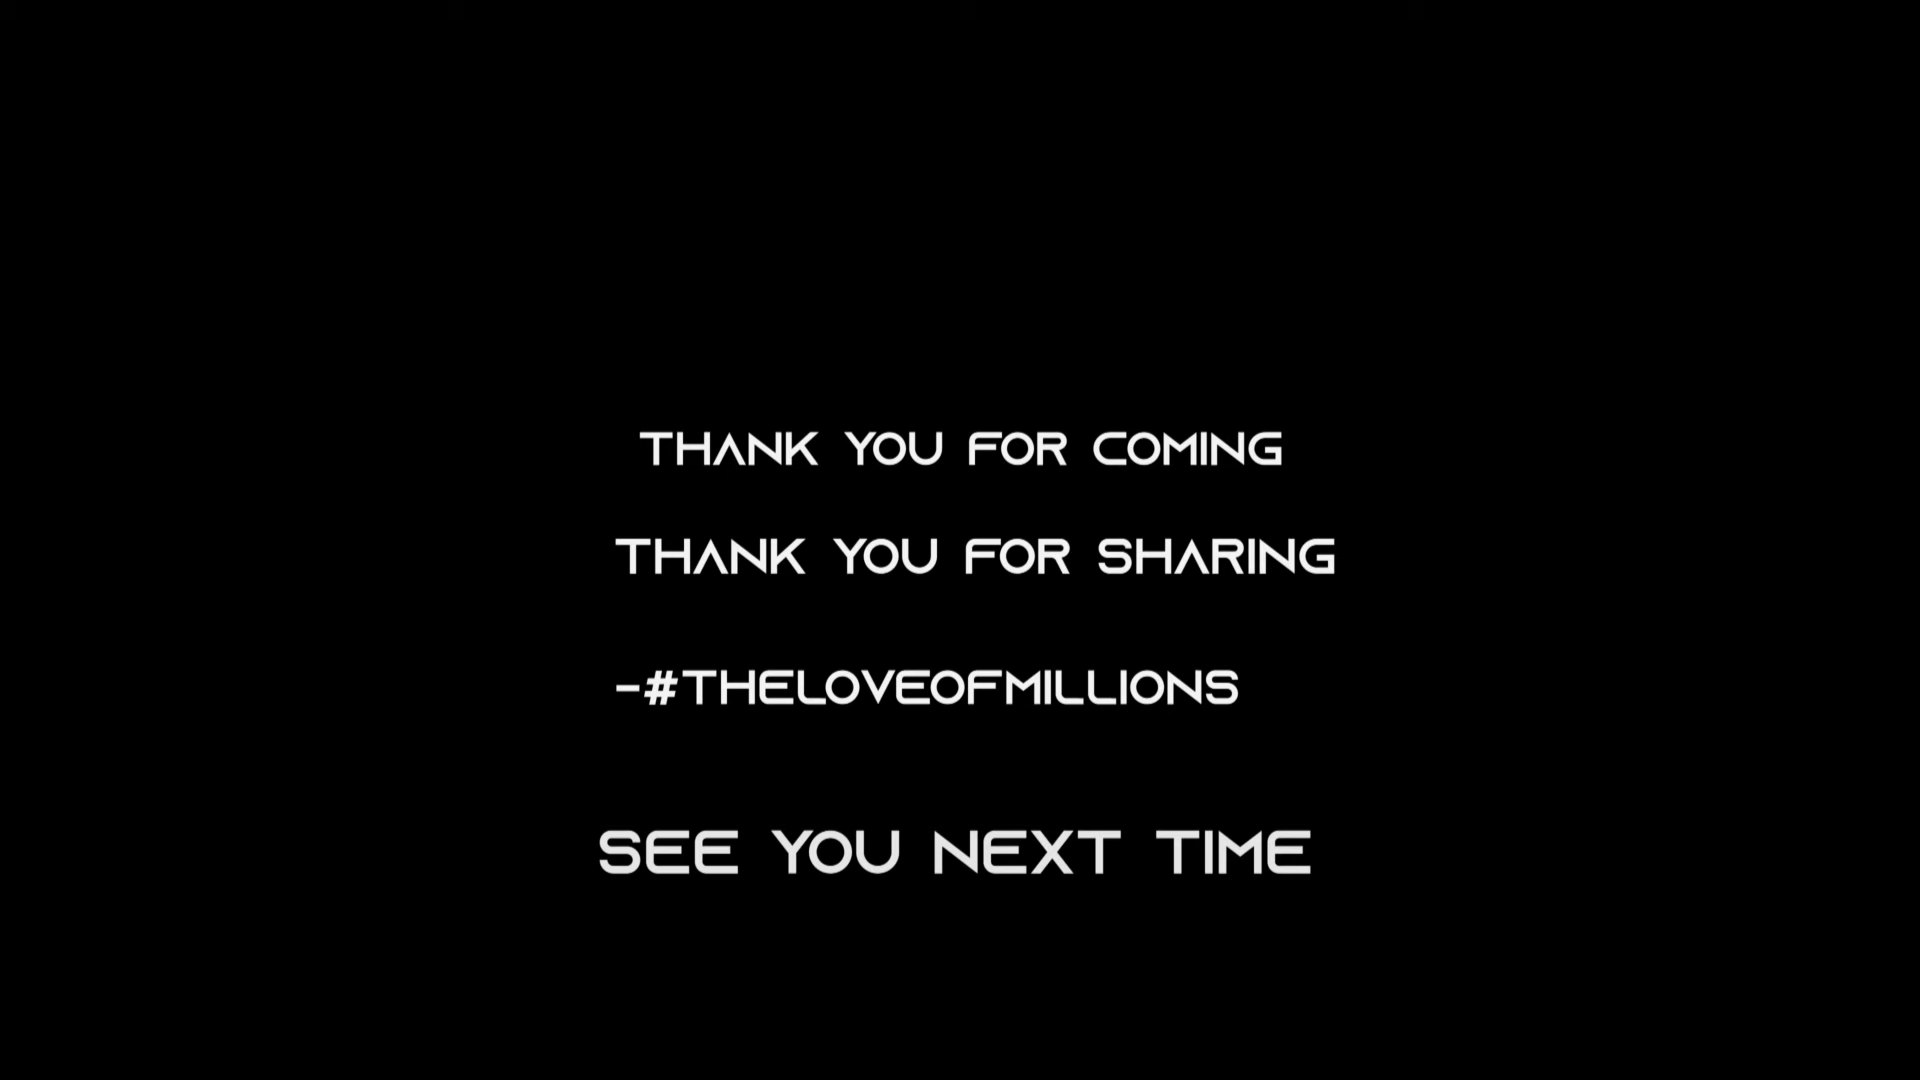 THANK YOU FOR COMING
THANK YOU FOR SHARING
-#THELOVEOFMILLIONS
SEE YOU NEXT TIME